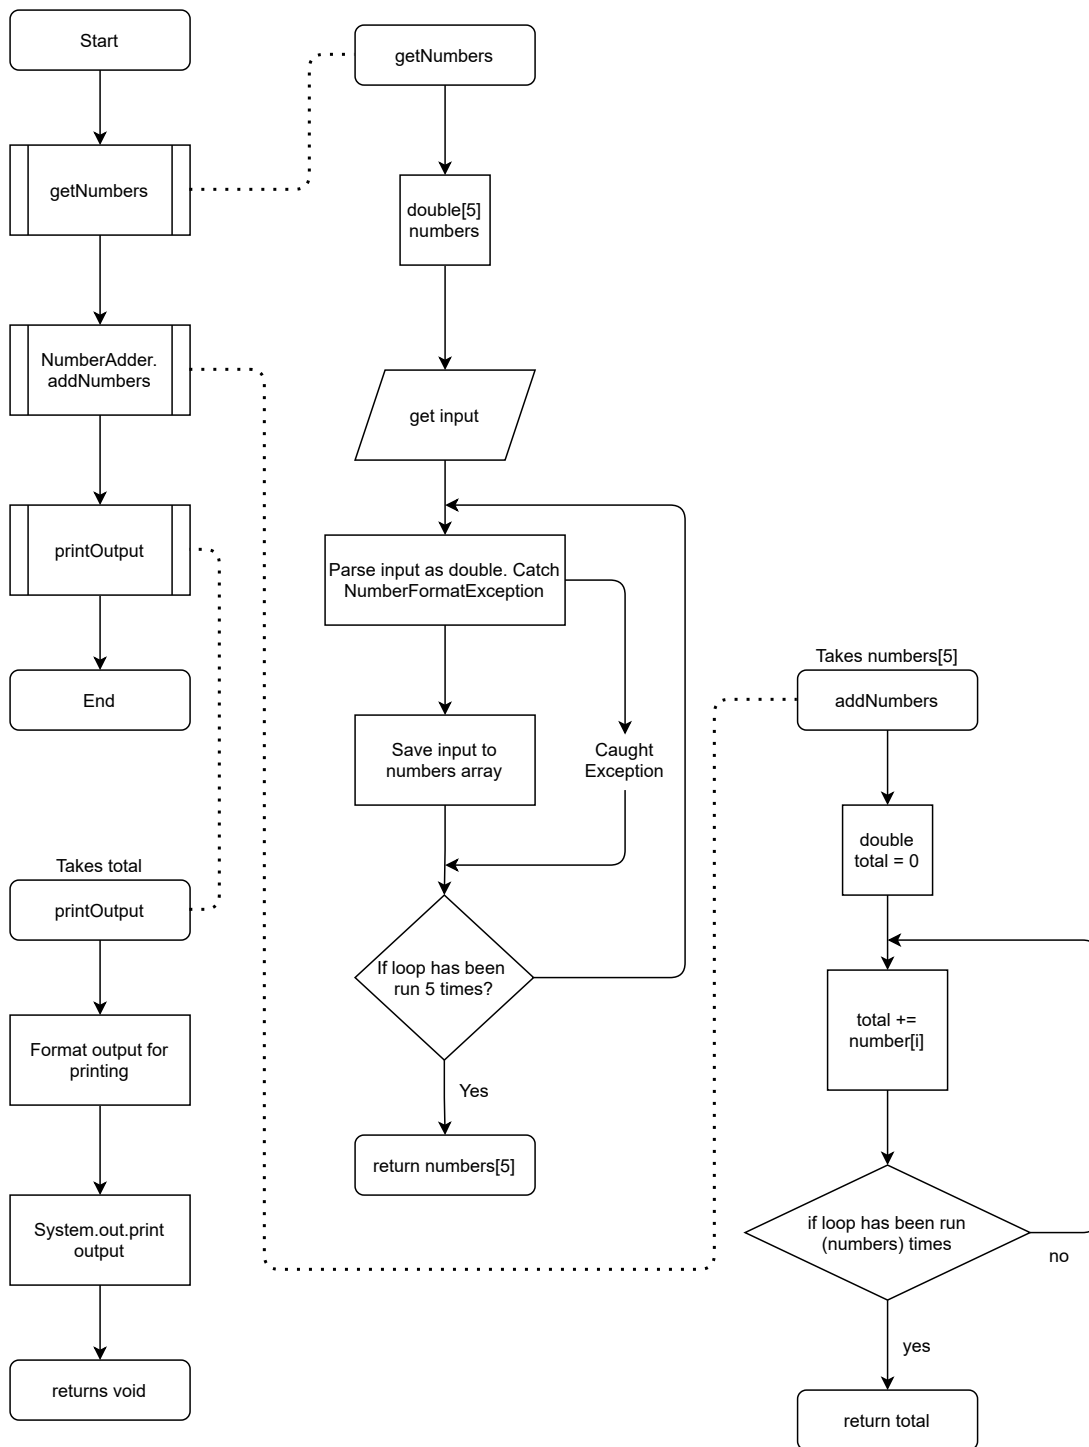 Start
getNumbers
NumberAdder.
addNumbers
printOutput
End
Takes total
printOutput
Format output for
printing
System.out.print
output
returns void
getNumbers
double[5]
numbers
get input
Parse input as double. Catch
NumberFormatException
Save input to
numbers array
Caught
Exception
If loop has been
run 5 times?
Yes
return numbers[5]
Takes numbers[5]
addNumbers
double
total = 0
total +=
number[i]
if loop has been run
(numbers) times
no
yes
return total